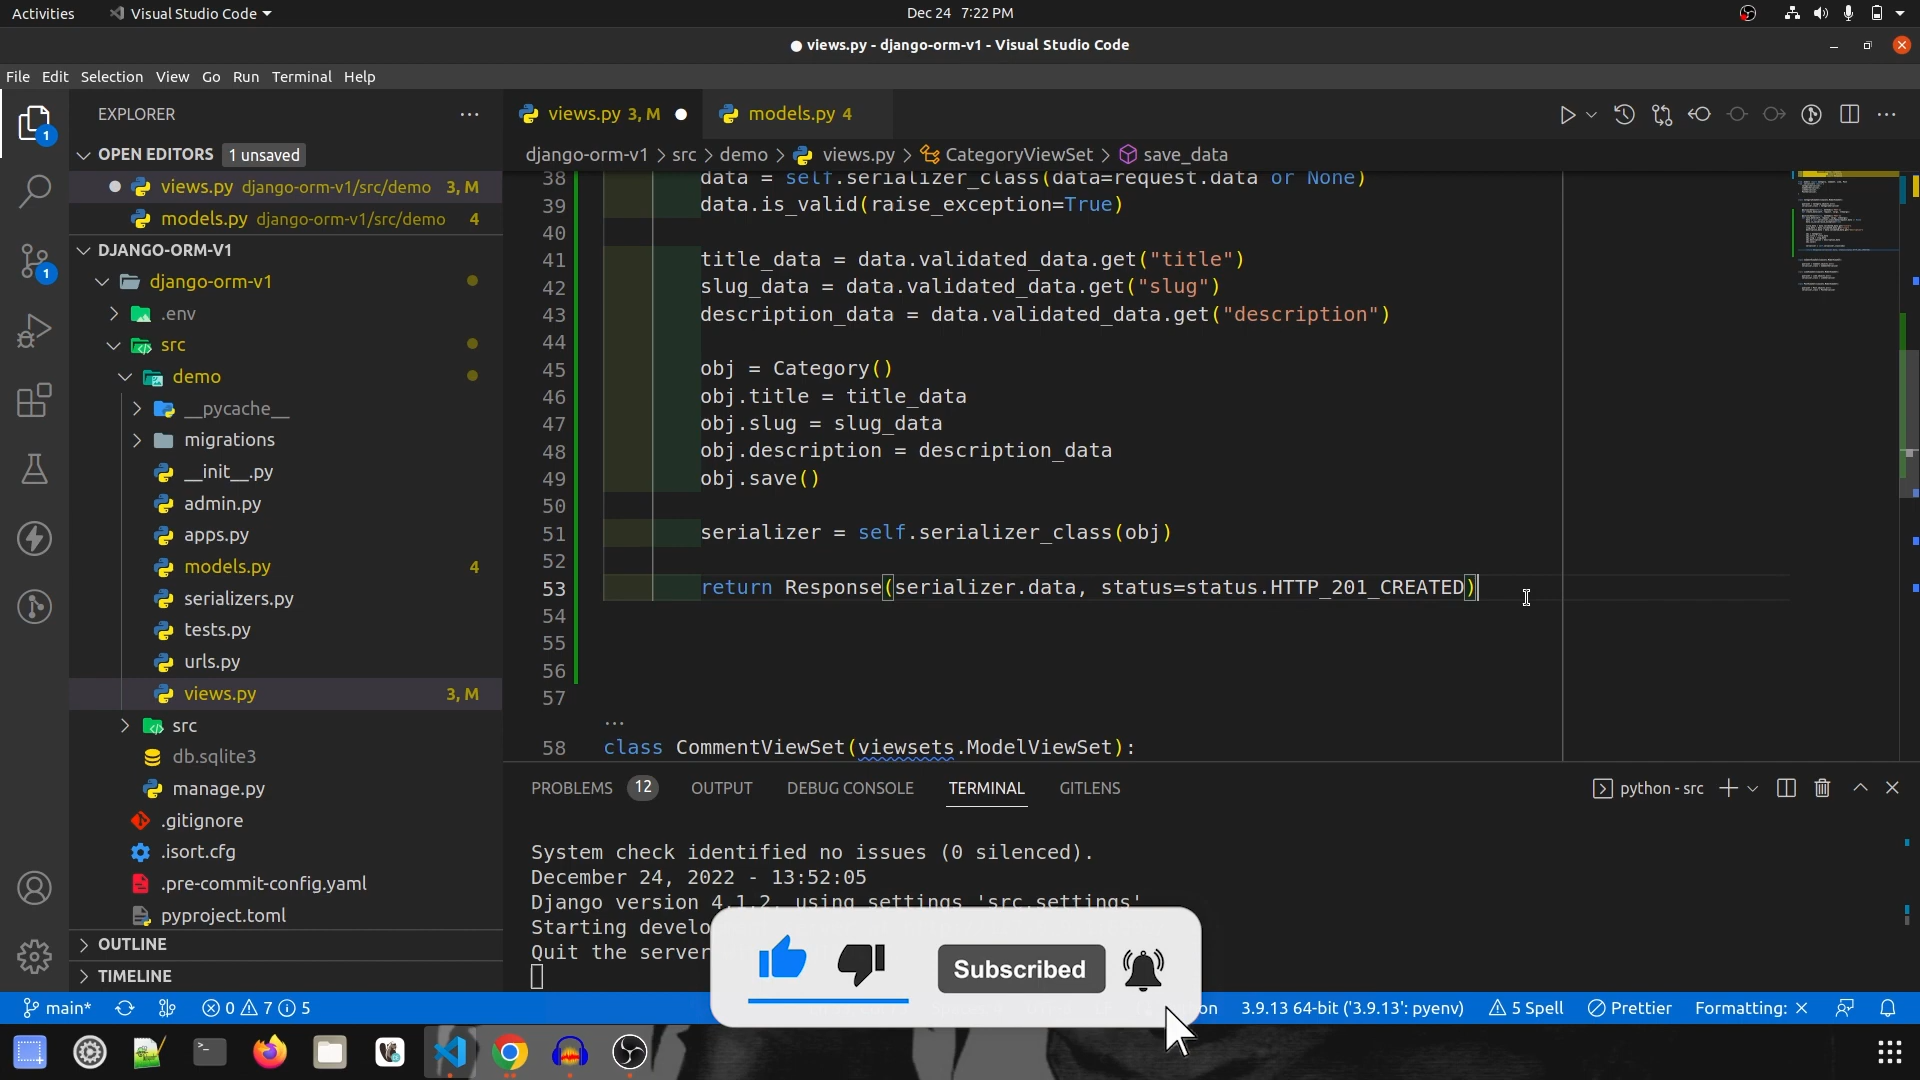 Activities Visual Studio Code Dec 24 7:22 PM
views.py - django-orm-v1 - Visual Studio Code
File Edit Selection View Go Run Terminal Help
EXPLORER
OPEN EDITORS 1 unsaved
views.py django-orm-v1/src/demo 3, M
models.py django-orm-v1/src/demo 4
DJANGO-ORM-V1
django-orm-v1
.env
src
demo
__pycache__
migrations
__init__.py
admin.py
apps.py
models.py 4
serializers.py
tests.py
urls.py
views.py 3, M
src
db.sqlite3
manage.py
.gitignore
.isort.cfg
.pre-commit-config.yaml
pyproject.toml
OUTLINE
TIMELINE
views.py 3, M models.py 4
django-orm-v1 > src > demo > views.py > CategoryViewSet > save_data
38 data = self.serializer_class(data=request.data or None)
39 data.is_valid(raise_exception=True)
40
41 title_data = data.validated_data.get("title")
42 slug_data = data.validated_data.get("slug")
43 description_data = data.validated_data.get("description")
44
45 obj = Category()
46 obj.title = title_data
47 obj.slug = slug_data
48 obj.description = description_data
49 obj.save()
50
51 serializer = self.serializer_class(obj)
52
53 return Response(serializer.data, status=status.HTTP_201_CREATED)
54
55
56
57
...
58 class CommentViewSet(viewsets.ModelViewSet):
PROBLEMS 12 OUTPUT DEBUG CONSOLE TERMINAL GITLENS python - src
System check identified no issues (0 silenced).
December 24, 2022 - 13:52:05
Django version 4.1.2, using settings 'src.settings'
Starting develo
Quit the server
Subscribed
main* 0 7 5 on 3.9.13 64-bit ('3.9.13': pyenv) 5 Spell Prettier Formatting: ×
1
1